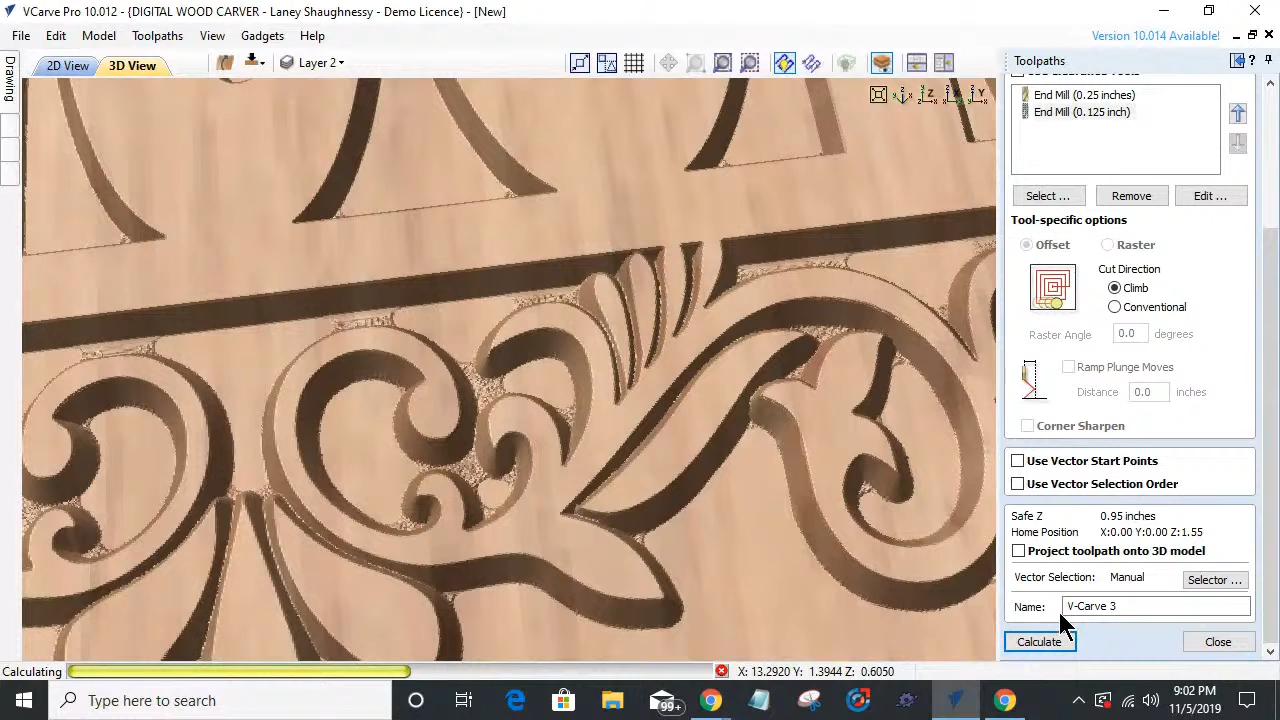 VCarve Pro 10.012 - {DIGITAL WOOD CARVER - Laney Shaughnessy - Demo Licence} - [New]
File Edit Model Toolpaths View Gadgets Help
Version 10.014 Available!
2D View
3D View
Layer 2
Toolpaths
Drawing
Z
X
Y
End Mill (0.25 inches)
End Mill (0.125 inch)
Select ...
Remove
Edit ...
Tool-specific options
Offset
Raster
Cut Direction
Climb
Conventional
Raster Angle 0.0 degrees
Ramp Plunge Moves
Distance 0.0 inches
Corner Sharpen
Use Vector Start Points
Use Vector Selection Order
Safe Z 0.95 inches
Home Position X:0.00 Y:0.00 Z:1.55
Project toolpath onto 3D model
Vector Selection: Manual Selector ...
Name: V-Carve 3
Calculate
Close
Calculating
X: 13.2920 Y: 1.3944 Z: 0.6050
Type here to search
99+
9:02 PM
11/5/2019